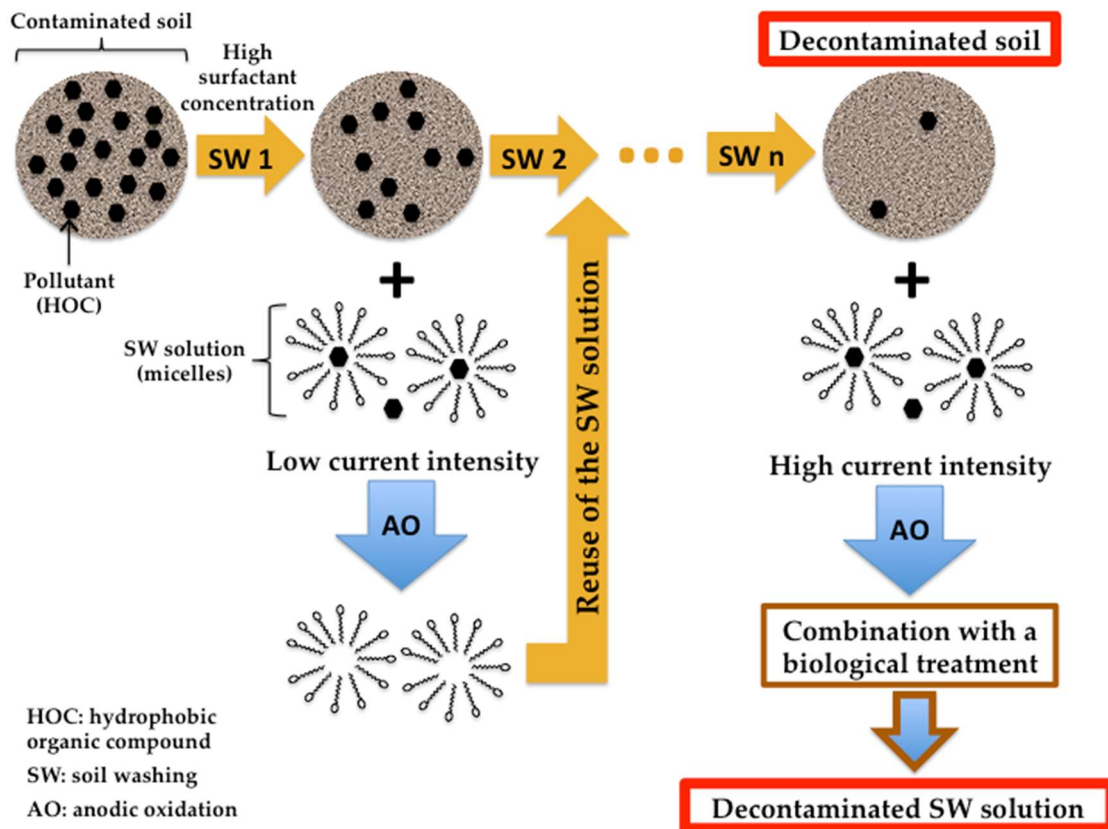 Contaminated soil
High
surfactant
concentration
Decontaminated soil
SW 1
SW 2
SW n
Pollutant
(HOC)
SW solution
(micelles)
Reuse of the SW solution
Low current intensity
High current intensity
AO
AO
Combination with a
biological treatment
HOC: hydrophobic
organic compound
SW: soil washing
AO: anodic oxidation
Decontaminated SW solution